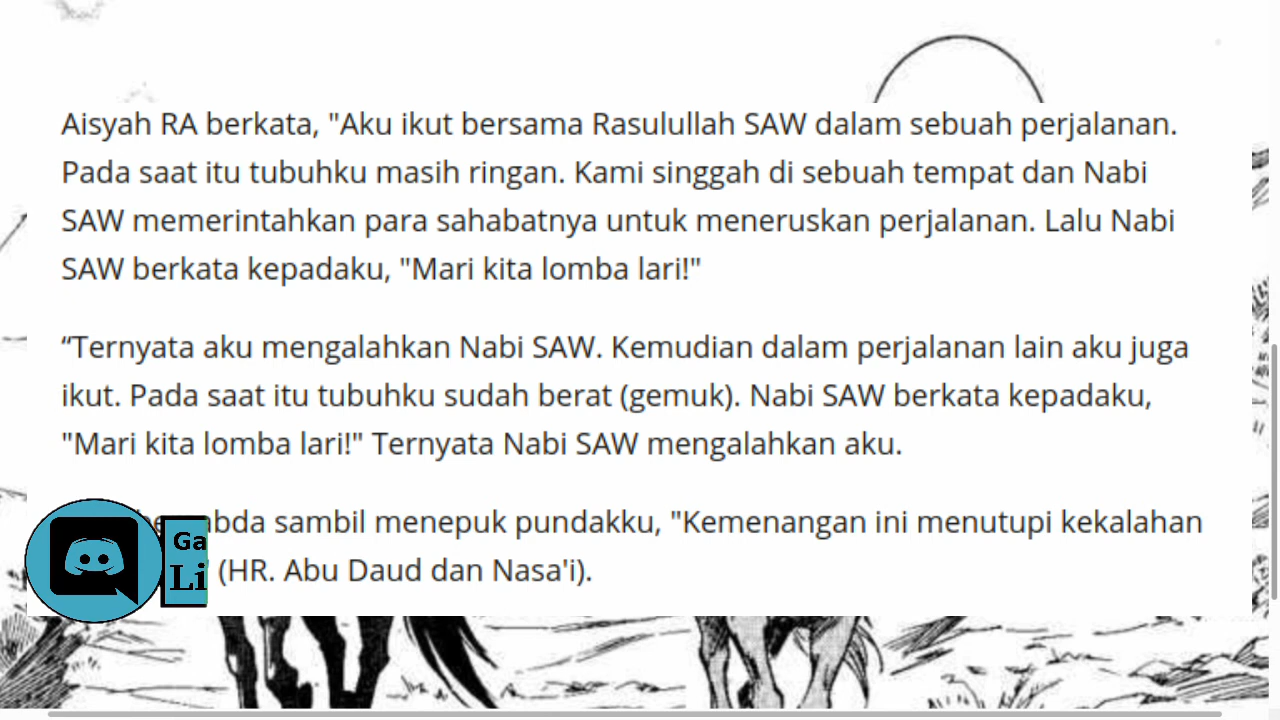 Aisyah RA berkata, "Aku ikut bersama Rasulullah SAW dalam sebuah perjalanan.
Pada saat itu tubuhku masih ringan. Kami singgah di sebuah tempat dan Nabi
SAW memerintahkan para sahabatnya untuk meneruskan perjalanan. Lalu Nabi
SAW berkata kepadaku, "Mari kita lomba lari!"
“Ternyata aku mengalahkan Nabi SAW. Kemudian dalam perjalanan lain aku juga
ikut. Pada saat itu tubuhku sudah berat (gemuk). Nabi SAW berkata kepadaku,
"Mari kita lomba lari!" Ternyata Nabi SAW mengalahkan aku.
sambil menepuk pundakku, "Kemenangan ini menutupi kekalahan
(HR. Abu Daud dan Nasa'i).
Ga
Li